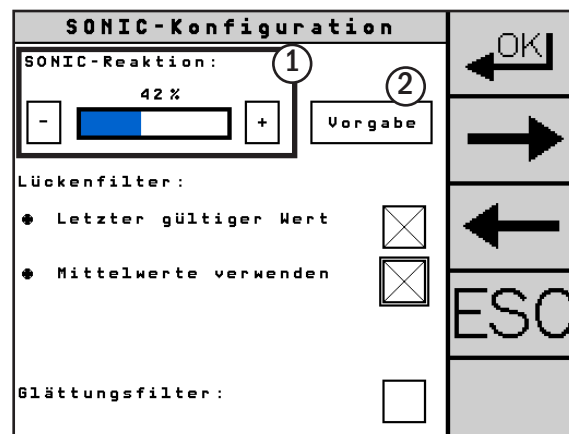 SONIC-Konfiguration
SONIC-Reaktion:
1
42 %
2
- + Vorgabe
Lückenfilter:
Letzter gültiger Wert
Mittelwerte verwenden
Glättungsfilter:
OK
ESC